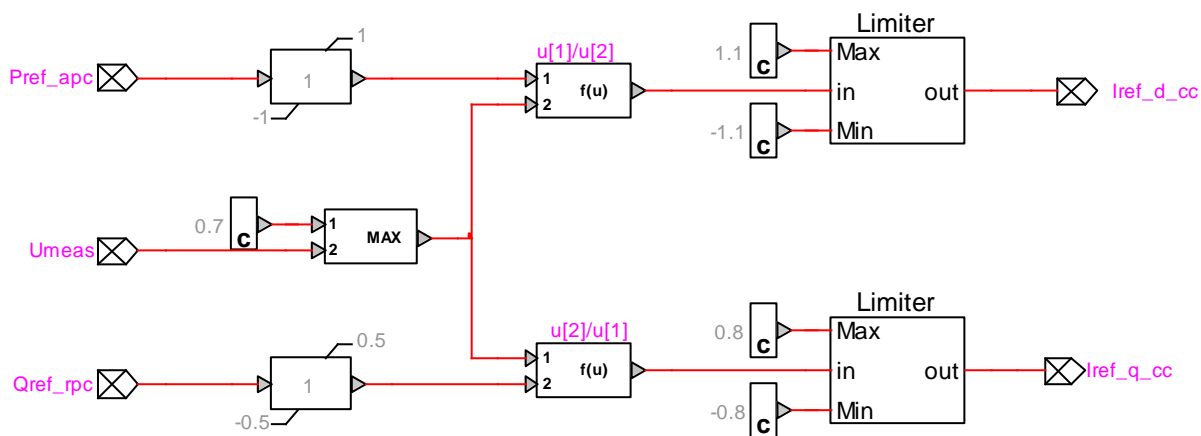 Pref_apc
1
1
-1
u[1]/u[2]
1
2
f(u)
1.1
C
-1.1
C
Limiter
Max
in
Min
out
Iref_d_cc
Umeas
0.7
C
1
2
MAX
Qref_rpc
0.5
1
-0.5
u[2]/u[1]
1
2
f(u)
0.8
C
-0.8
C
Limiter
Max
in
Min
out
Iref_q_cc